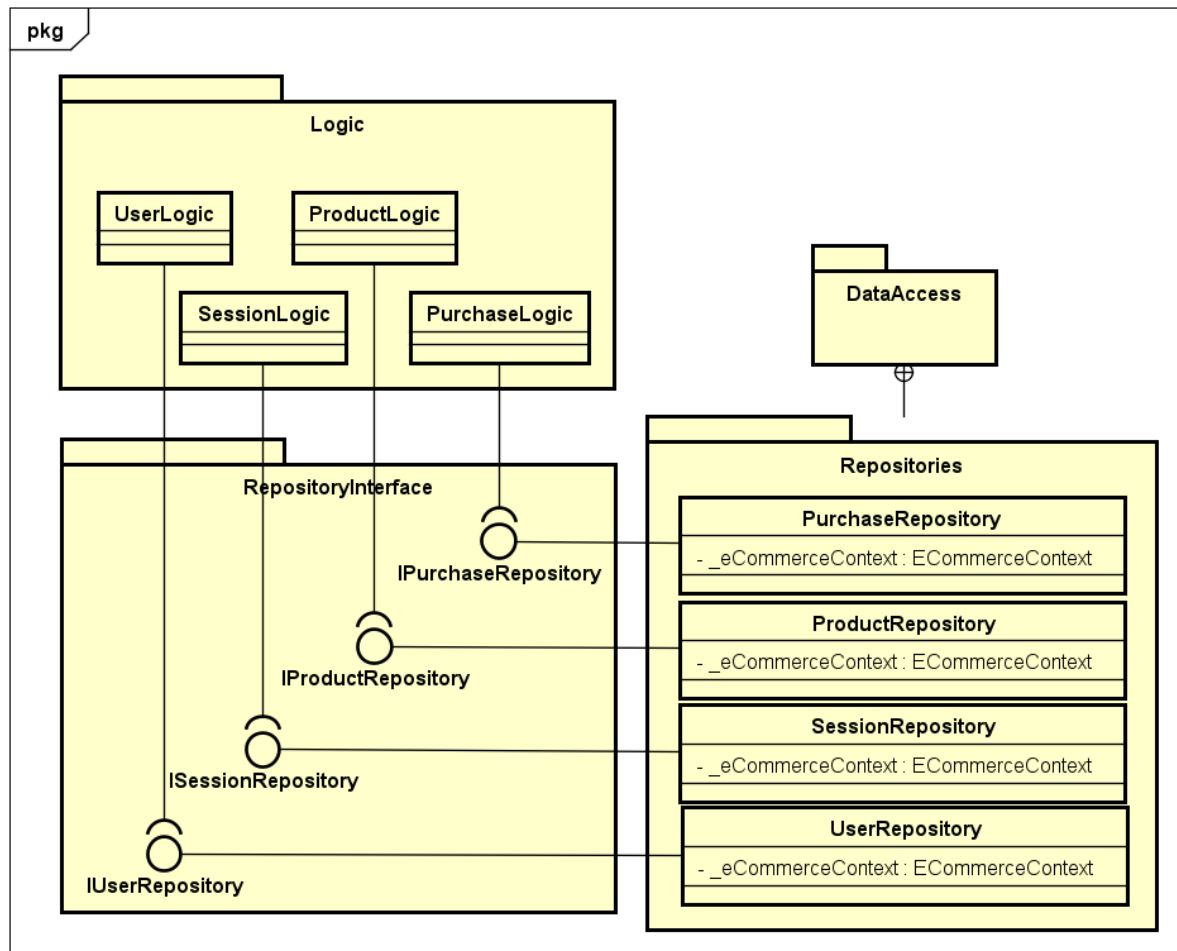 pkg
Logic
UserLogic
ProductLogic
SessionLogic
PurchaseLogic
DataAccess
RepositoryInterface
IPurchaseRepository
IProductRepository
ISessionRepository
IUserRepository
Repositories
PurchaseRepository
- _eCommerceContext : ECommerceContext
ProductRepository
- _eCommerceContext : ECommerceContext
SessionRepository
- _eCommerceContext : ECommerceContext
UserRepository
- _eCommerceContext : ECommerceContext